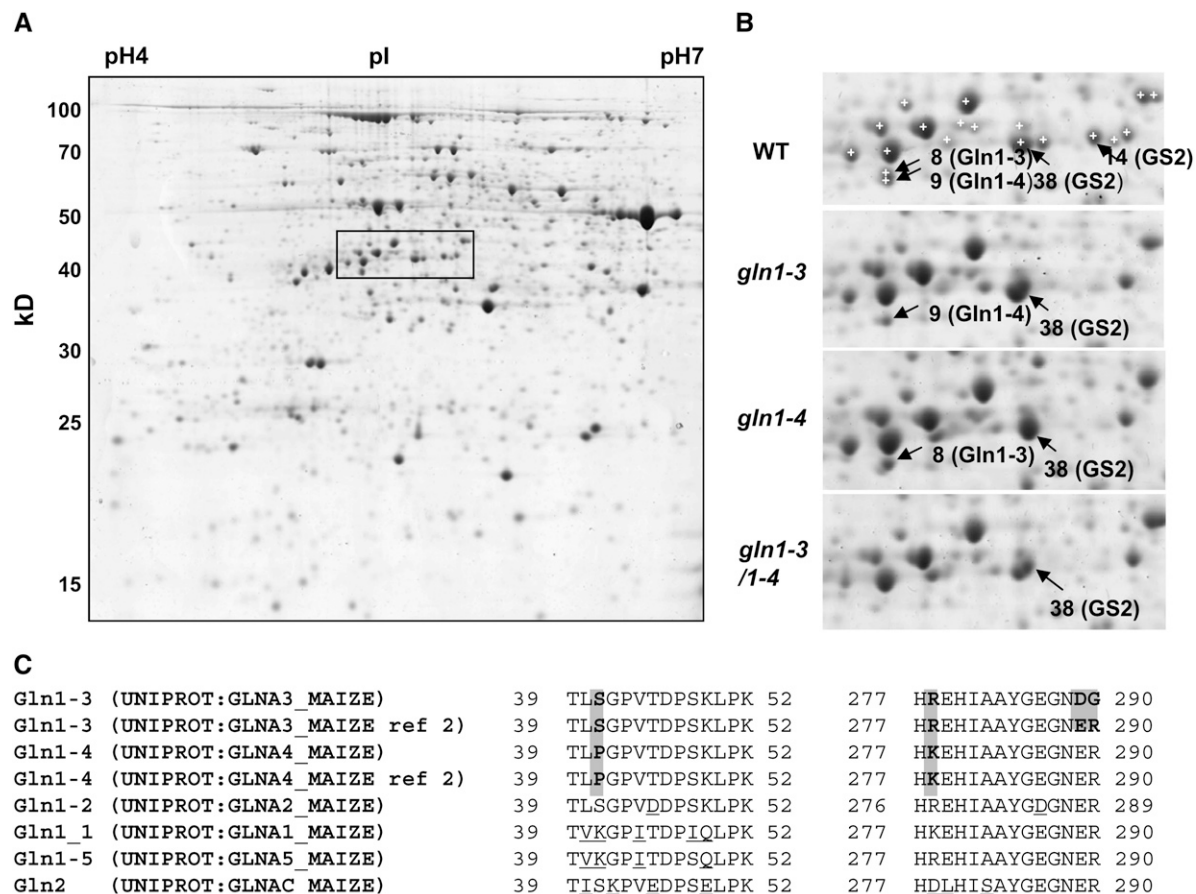 A
pH4 pI pH7
100
70
50
40
30
25
15
kD
B
WT
8 (Gln1-3)
14 (GS2)
9 (Gln1-4)
38 (GS2)
gln1-3
9 (Gln1-4)
38 (GS2)
gln1-4
8 (Gln1-3)
38 (GS2)
gln1-3
/1-4
38 (GS2)
C
Gln1-3 (UNIPROT:GLNA3_MAIZE) 39 TLSGPVTDPSKLPK 52 277 HREHIAAYGEGNDG 290
Gln1-3 (UNIPROT:GLNA3_MAIZE ref 2) 39 TLSGPVTDPSKLPK 52 277 HREHIAAYGEGNER 290
Gln1-4 (UNIPROT:GLNA4_MAIZE) 39 TLPGPVTDPSKLPK 52 277 HKEHIAAYGEGNER 290
Gln1-4 (UNIPROT:GLNA4_MAIZE ref 2) 39 TLPGPVTDPSKLPK 52 277 HKEHIAAYGEGNER 290
Gln1-2 (UNIPROT:GLNA2_MAIZE) 39 TLSGPVDDPSKLPK 52 276 HREHIAAYGDGNER 289
Gln1_1 (UNIPROT:GLNA1_MAIZE) 39 TVKGPITDPIQLPK 52 277 HKEHIAAYGEGNER 290
Gln1-5 (UNIPROT:GLNA5_MAIZE) 39 TVKGPITDPSQLPK 52 277 HREHIAAYGEGNER 290
Gln2 (UNIPROT:GLNAC_MAIZE) 39 TISKPVEDPSELPK 52 277 HDLHISAYGEGNER 290